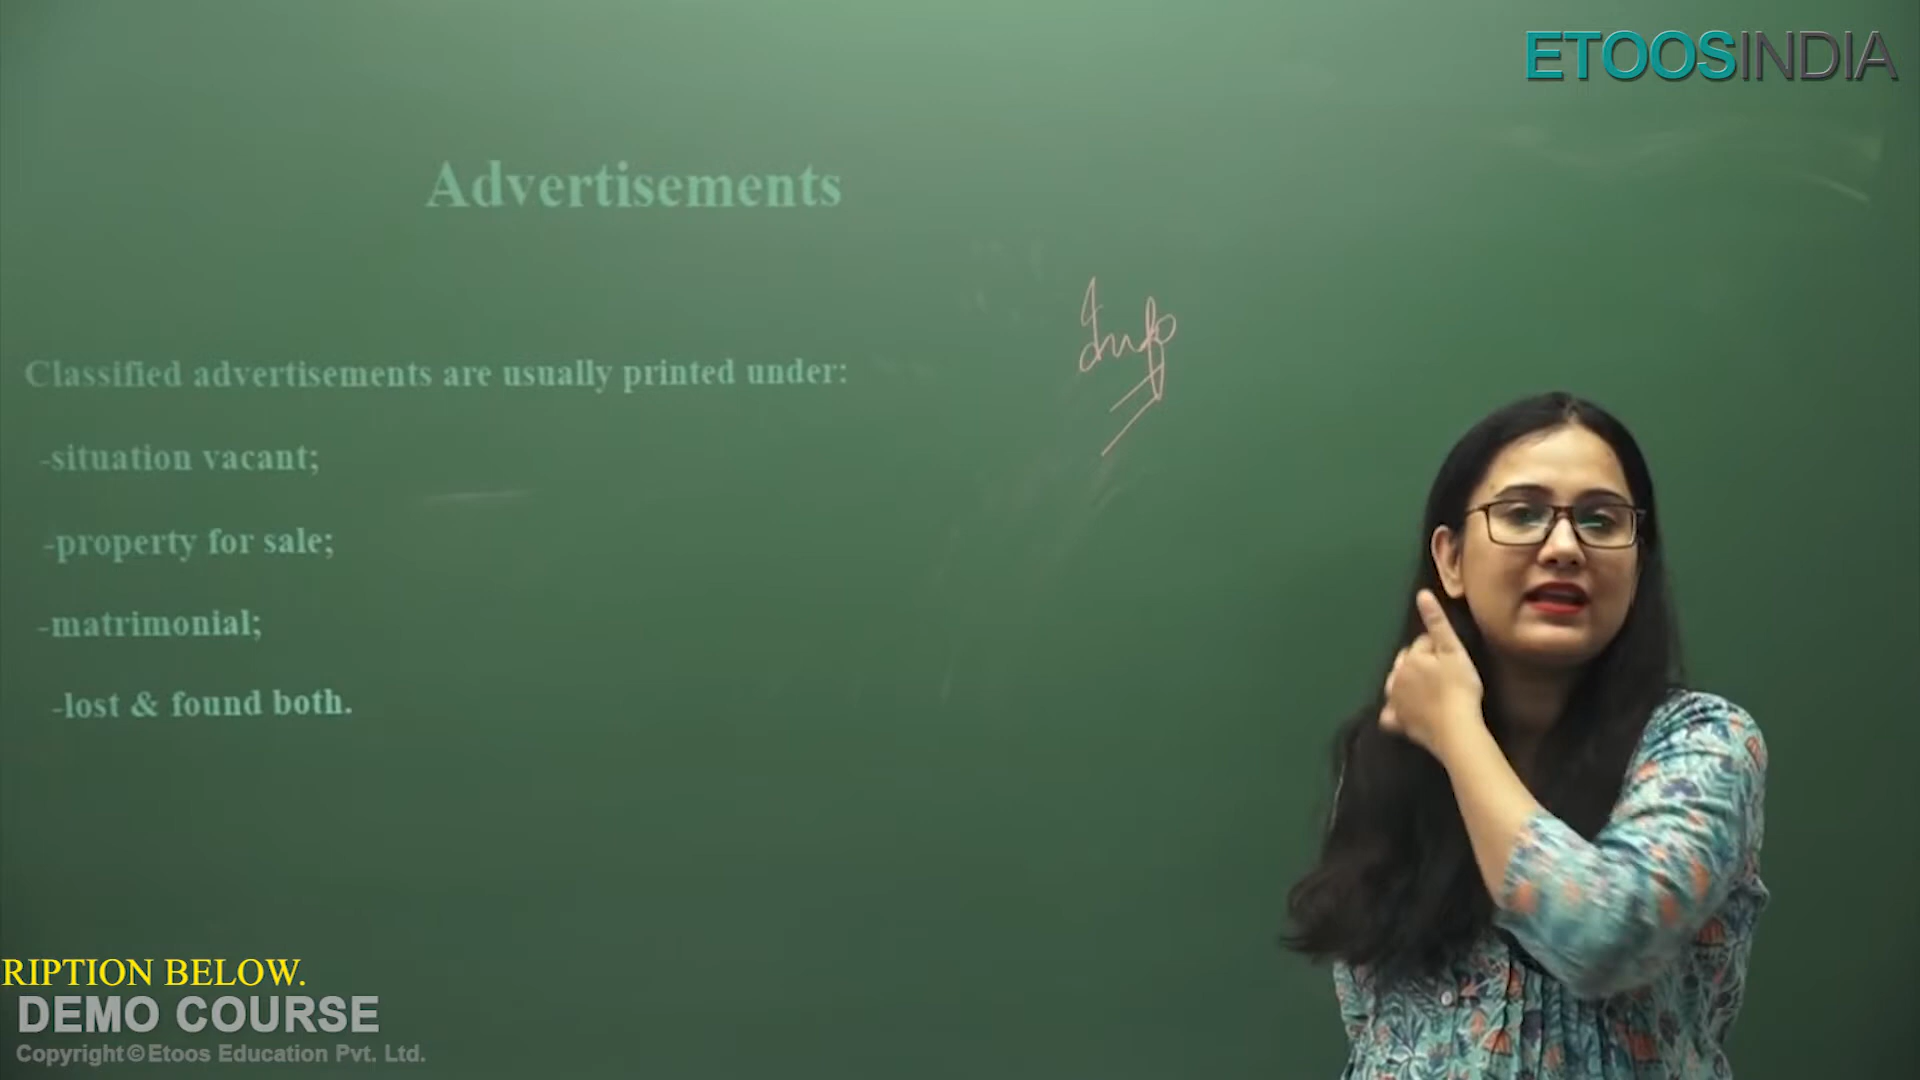 ETOOSINDIA
Advertisements
Info
Classified advertisements are usually printed under:
-situation vacant;
-property for sale;
-matrimonial;
-lost & found both.
RIPTION BELOW.
DEMO COURSE
Copyright©Etoos Education Pvt. Ltd.